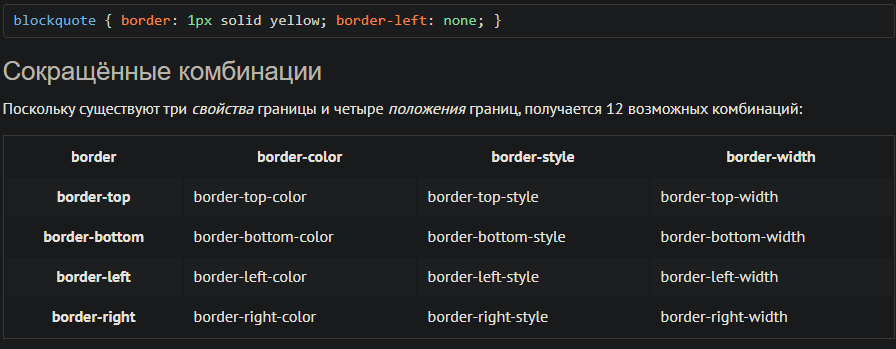 blockquote { border: 1px solid yellow; border-left: none; }
Сокращённые комбинации
Поскольку существуют три свойства границы и четыре положения границ, получается 12 возможных комбинаций:
border border-color border-style border-width
border-top border-top-color border-top-style border-top-width
border-bottom border-bottom-color border-bottom-style border-bottom-width
border-left border-left-color border-left-style border-left-width
border-right border-right-color border-right-style border-right-width